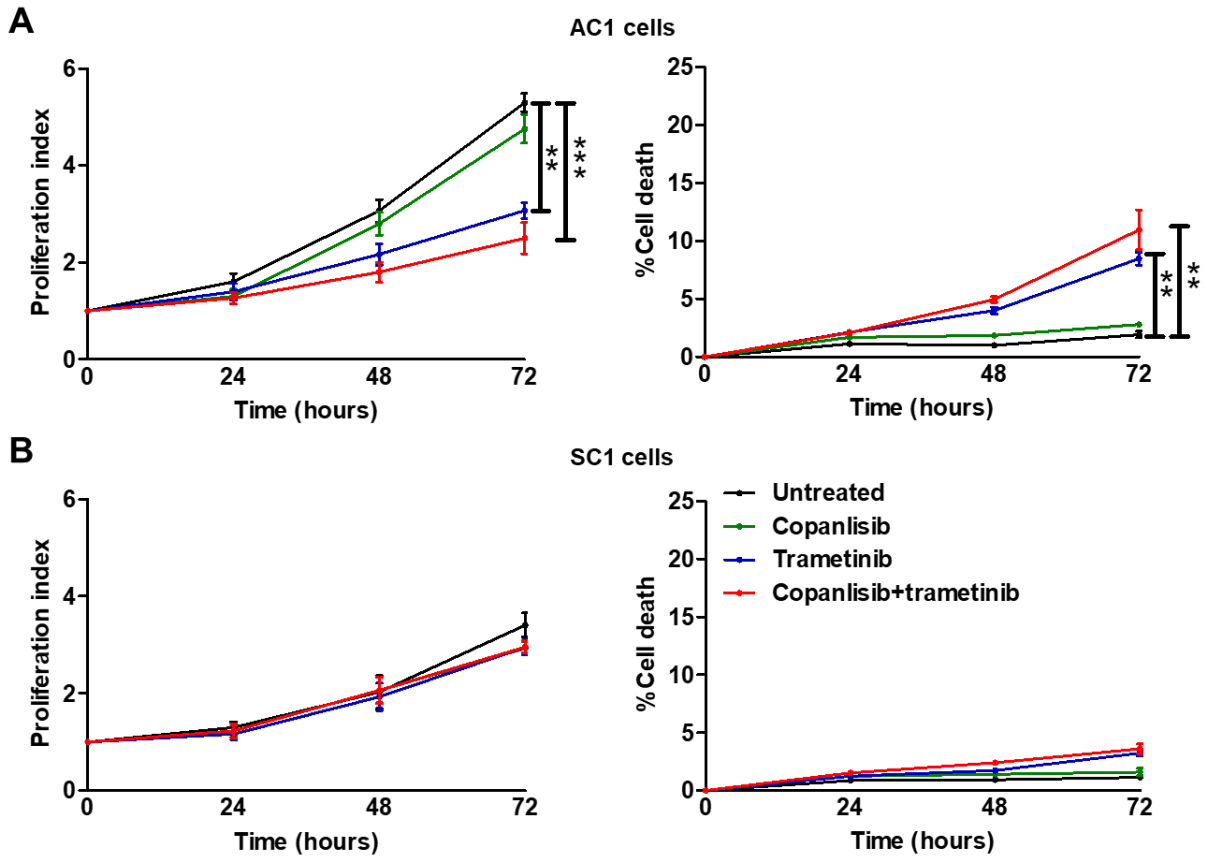 A
AC1 cells
Proliferation index
6
4
2
0
0 24 48 72
Time (hours)
**
***
%Cell death
25
20
15
10
5
0
0 24 48 72
Time (hours)
**
**
B
SC1 cells
Proliferation index
6
4
2
0
0 24 48 72
Time (hours)
%Cell death
25
20
15
10
5
0
0 24 48 72
Time (hours)
Untreated
Copanlisib
Trametinib
Copanlisib+trametinib